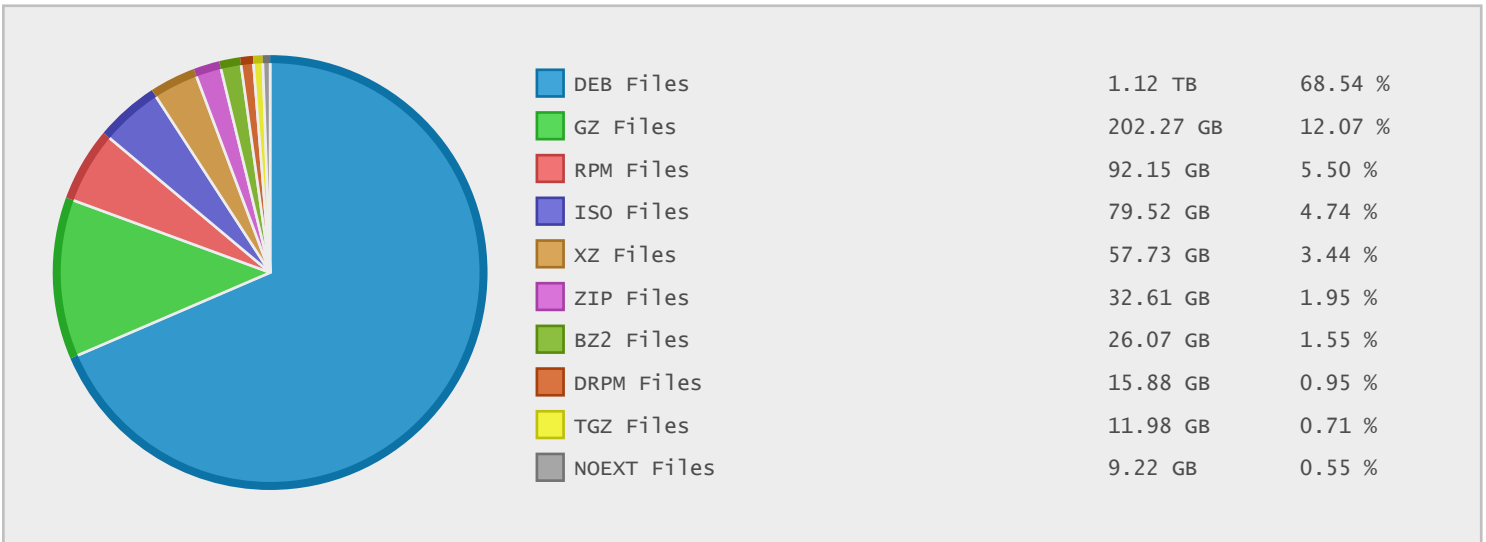 DEB Files 1.12 TB 68.54 %
GZ Files 202.27 GB 12.07 %
RPM Files 92.15 GB 5.50 %
ISO Files 79.52 GB 4.74 %
XZ Files 57.73 GB 3.44 %
ZIP Files 32.61 GB 1.95 %
BZ2 Files 26.07 GB 1.55 %
DRPM Files 15.88 GB 0.95 %
TGZ Files 11.98 GB 0.71 %
NOEXT Files 9.22 GB 0.55 %